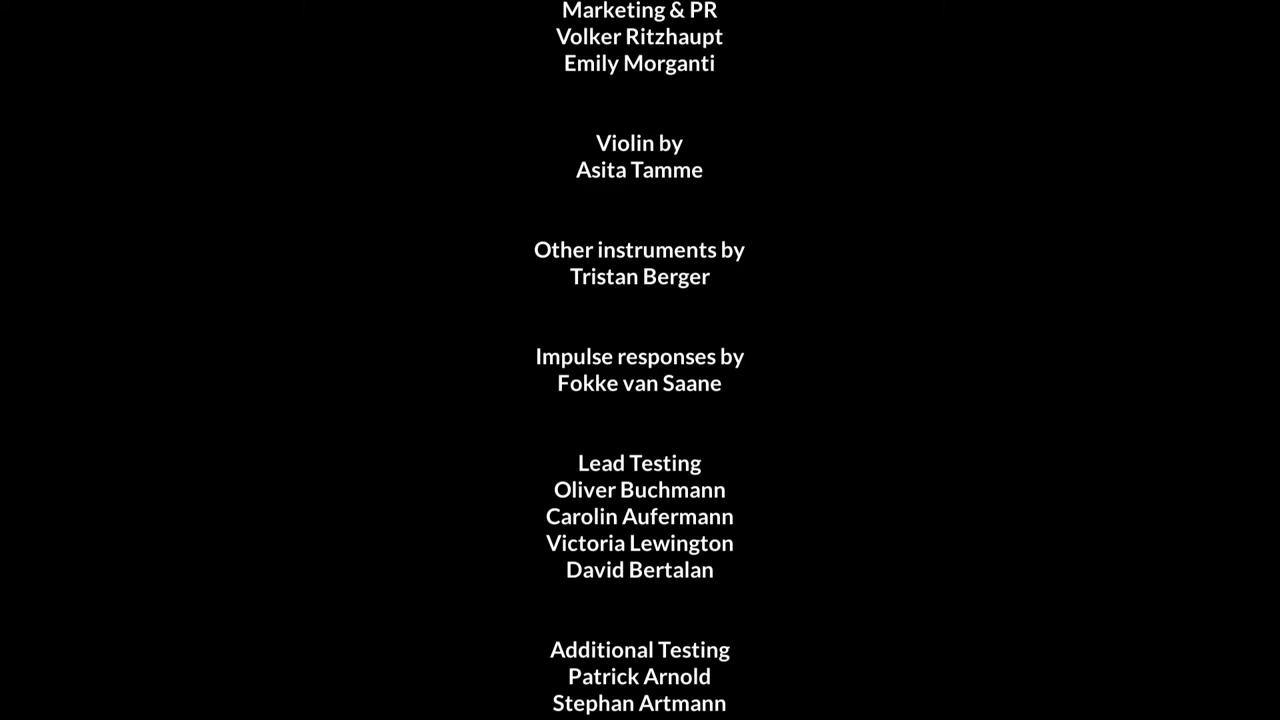 Marketing & PR
Volker Ritzhaupt
Emily Morganti
Violin by
Asita Tamme
Other instruments by
Tristan Berger
Impulse responses by
Fokke van Saane
Lead Testing
Oliver Buchmann
Carolin Aufermann
Victoria Lewington
David Bertalan
Additional Testing
Patrick Arnold
Stephan Artmann